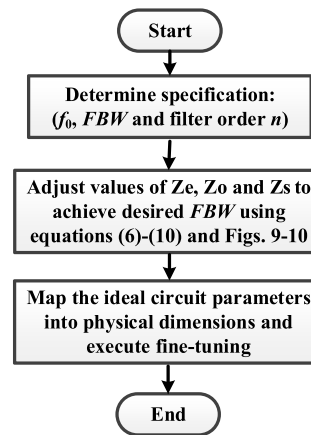 Start
Determine specification:
(f0, FBW and filter order n)
Adjust values of Ze, Zo and Zs to
achieve desired FBW using
equations (6)-(10) and Figs. 9-10
Map the ideal circuit parameters
into physical dimensions and
execute fine-tuning
End